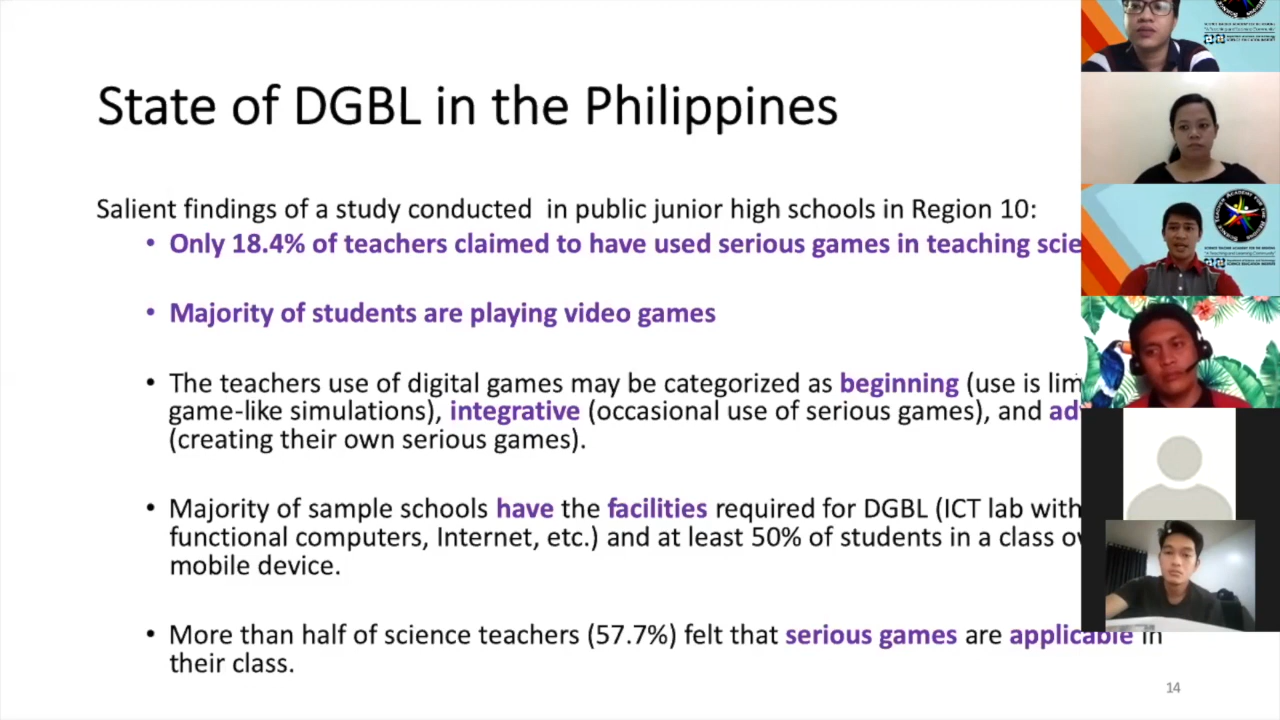 State of DGBL in the Philippines
Salient findings of a study conducted in public junior high schools in Region 10:
• Only 18.4% of teachers claimed to have used serious games in teaching
• Majority of students are playing video games
• The teachers use of digital games may be categorized as beginning (use is
game-like simulations), integrative (occasional use of serious games), and
(creating their own serious games).
• Majority of sample schools have the facilities required for DGBL (ICT lab with
functional computers, Internet, etc.) and at least 50% of students in a class
mobile device.
• More than half of science teachers (57.7%) felt that serious games are applicable in
their class.
14